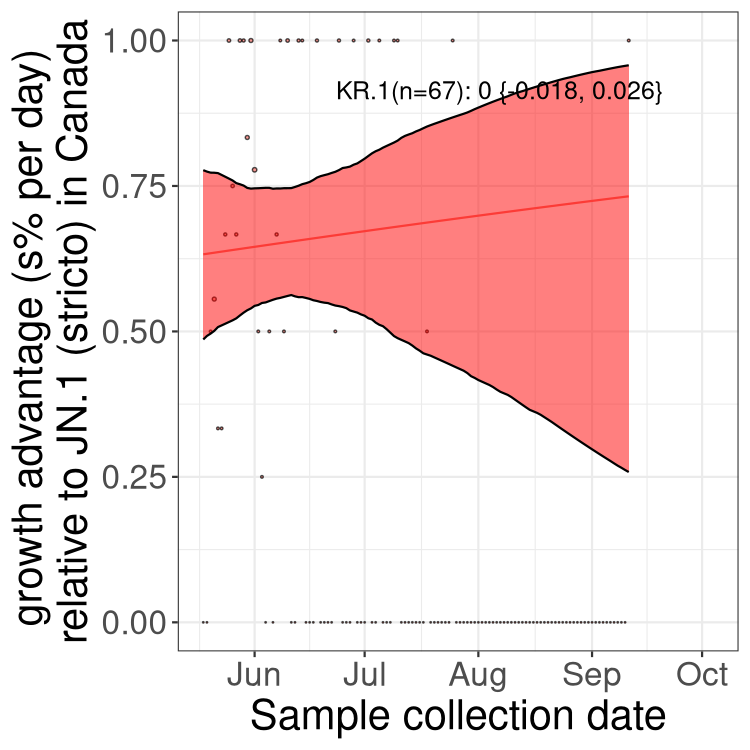 growth advantage (s% per day)
relative to JN.1 (stricto) in Canada
1.00
0.75
0.50
0.25
0.00
KR.1(n=67): 0 {-0.018, 0.026}
Jun Jul Aug Sep Oct
Sample collection date